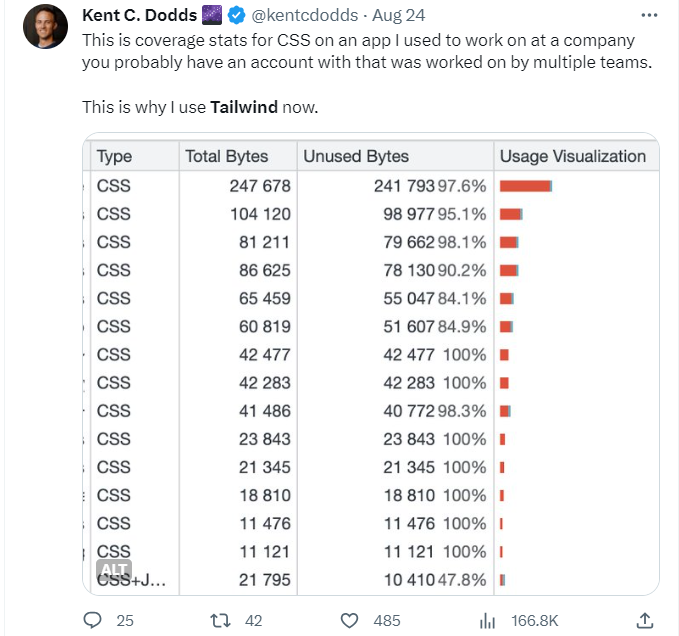 Kent C. Dodds @kentcdodds · Aug 24
This is coverage stats for CSS on an app I used to work on at a company
you probably have an account with that was worked on by multiple teams.
This is why I use Tailwind now.
Type Total Bytes Unused Bytes Usage Visualization
CSS 247 678 241 793 97.6%
CSS 104 120 98 977 95.1%
CSS 81 211 79 662 98.1%
CSS 86 625 78 130 90.2%
CSS 65 459 55 047 84.1%
CSS 60 819 51 607 84.9%
CSS 42 477 42 477 100%
CSS 42 283 42 283 100%
CSS 41 486 40 772 98.3%
CSS 23 843 23 843 100%
CSS 21 345 21 345 100%
CSS 18 810 18 810 100%
CSS 11 476 11 476 100%
CSS 11 121 11 121 100%
ALT
CSS+J... 21 795 10 410 47.8%
25 42 485 166.8K